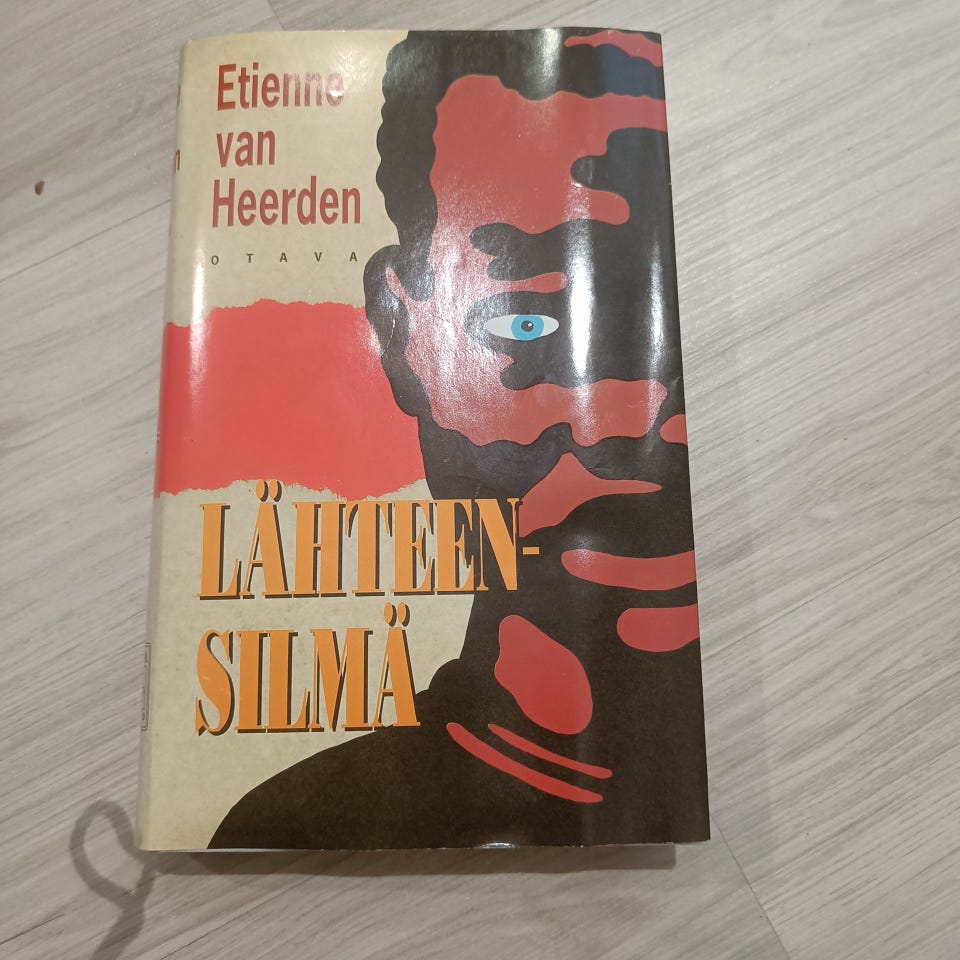 Etienne
van
Heerden
OTAVA
LÄHTEEN-
SILMÄ